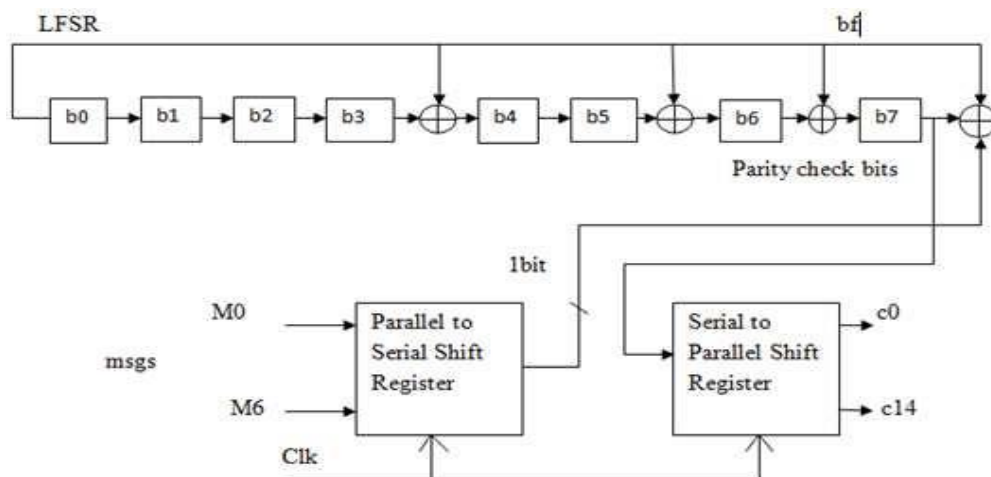 LFSR
bf
b0
b1
b2
b3
b4
b5
b6
b7
Parity check bits
1bit
M0
msgs
M6
Parallel to
Serial Shift
Register
Serial to
Parallel Shift
Register
c0
c14
Clk